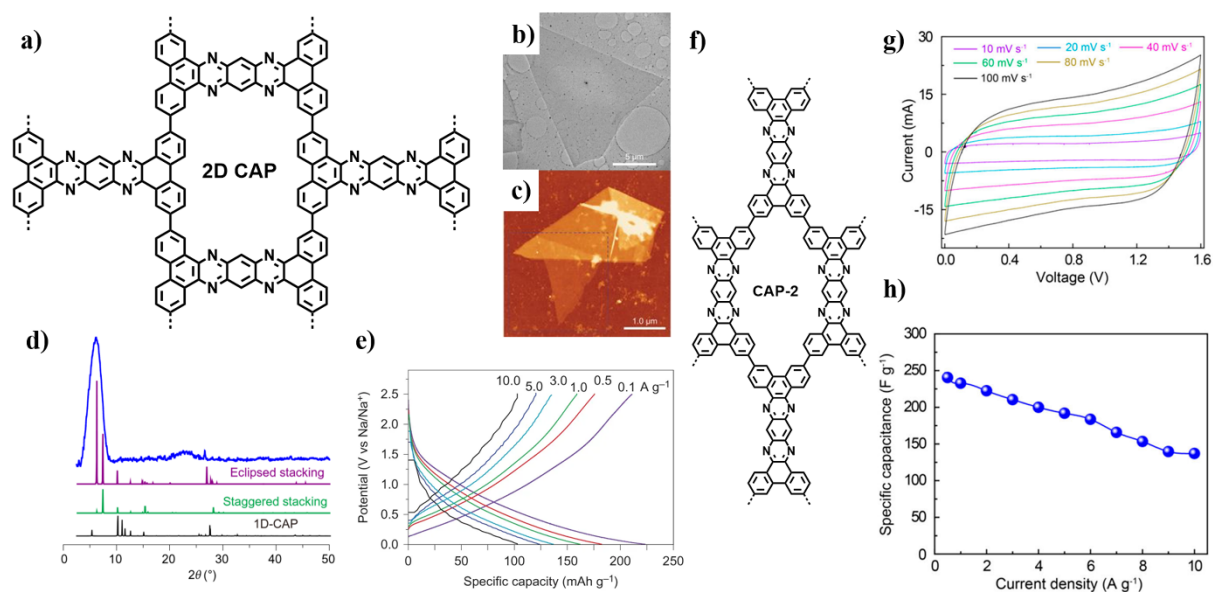 a)
N N
N N
N N
N N
2D CAP
N N
N N
N N
N N
b)
5 μm
c)
1.0 μm
d)
Eclipsed stacking
Staggered stacking
1D-CAP
0 10 20 30 40 50
2θ (°)
e)
10.0 5.0 3.0 1.0 0.5 0.1 A g–1
2.5
2.0
1.5
1.0
0.5
0
0 25 50 75 100 125 150 175 200 225 250
Potential (V vs Na/Na+)
Specific capacity (mAh g–1)
f)
N N
N N
N N N N
CAP-2
N N N N
N N
N N
g)
10 mV s-1 20 mV s-1 40 mV s-1
60 mV s-1 80 mV s-1
100 mV s-1
30
15
0
-15
0.0 0.4 0.8 1.2 1.6
Current (mA)
Voltage (V)
h)
300
250
200
150
100
50
0
0 2 4 6 8 10
Specific capacitance (F g-1)
Current density (A g-1)